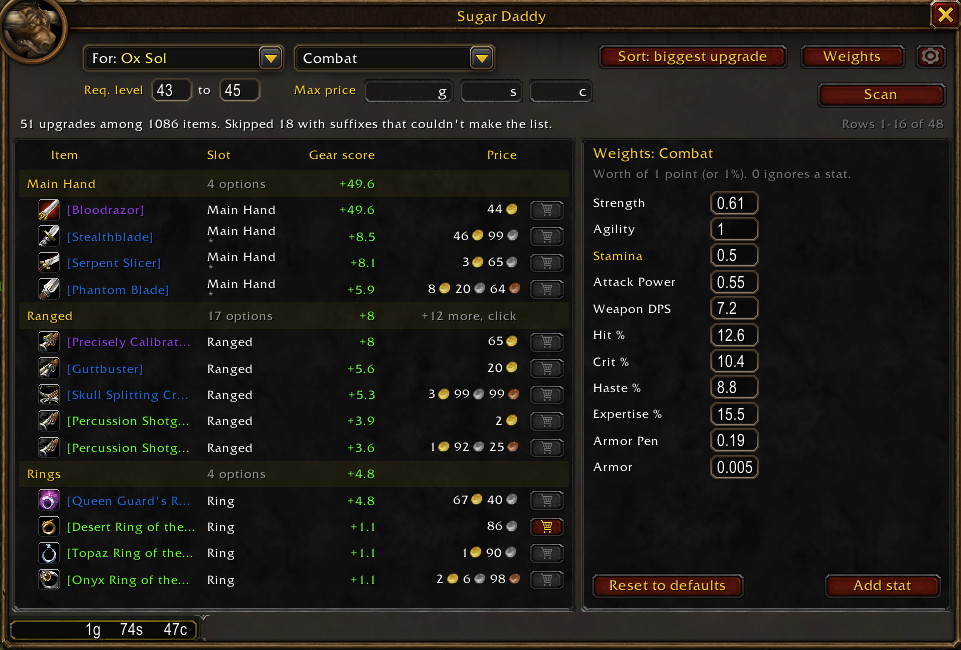 Sugar Daddy
For: Ox Sol Combat Sort: biggest upgrade Weights
Req. level 43 to 45 Max price g s c
Scan
51 upgrades among 1086 items. Skipped 18 with suffixes that couldn't make the list. Rows 1-16 of 48
Item Slot Gear score Price
Main Hand 4 options +49.6
[Bloodrazor] Main Hand +49.6 44
[Stealthblade] Main Hand * +8.5 46 99
[Serpent Slicer] Main Hand * +8.1 3 65
[Phantom Blade] Main Hand * +5.9 8 20 64
Ranged 17 options +8 +12 more, click
[Precisely Calibrat... Ranged +8 65
[Guttbuster] Ranged +5.6 20
[Skull Splitting Cr... Ranged +5.3 3 99 99
[Percussion Shotg... Ranged +3.9 2
[Percussion Shotg... Ranged +3.6 1 92 25
Rings 4 options +4.8
[Queen Guard's R... Ring +4.8 67 40
[Desert Ring of the... Ring +1.1 86
[Topaz Ring of the... Ring +1.1 1 90
[Onyx Ring of the... Ring +1.1 2 6 98
Weights: Combat
Worth of 1 point (or 1%). 0 ignores a stat.
Strength 0.61
Agility 1
Stamina 0.5
Attack Power 0.55
Weapon DPS 7.2
Hit % 12.6
Crit % 10.4
Haste % 8.8
Expertise % 15.5
Armor Pen 0.19
Armor 0.005
Reset to defaults Add stat
1g 74s 47c